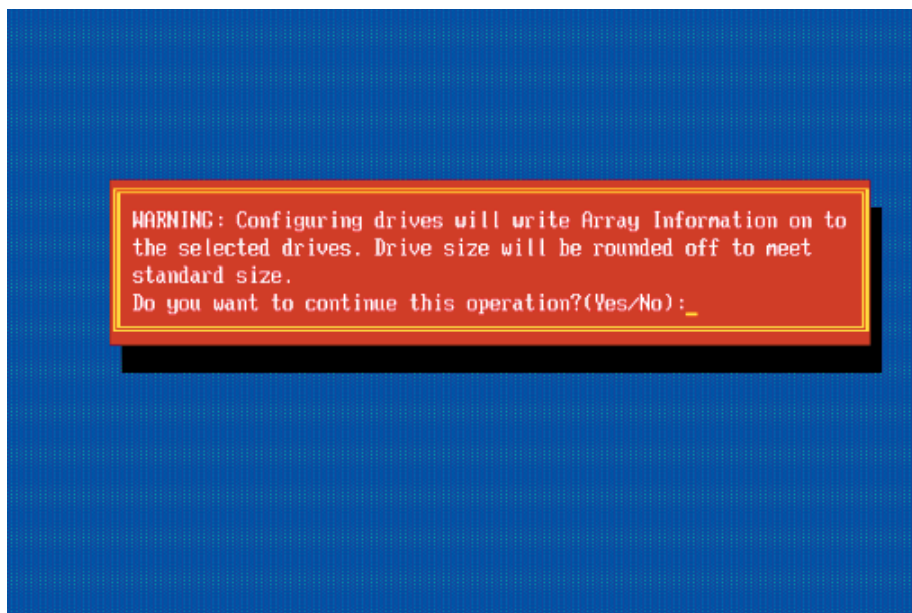 WARNING: Configuring drives will write Array Information on to
the selected drives. Drive size will be rounded off to meet
standard size.
Do you want to continue this operation?(Yes/No):_